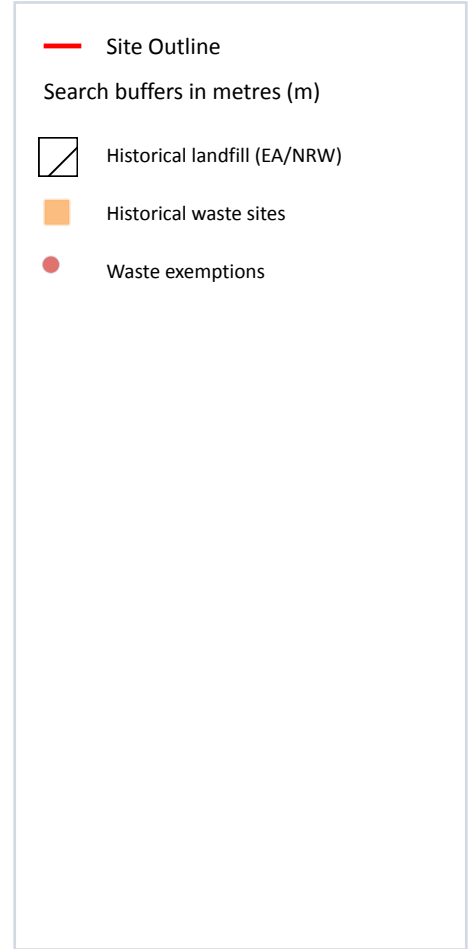 Site Outline
Search buffers in metres (m)
Historical landfill (EA/NRW)
Historical waste sites
Waste exemptions